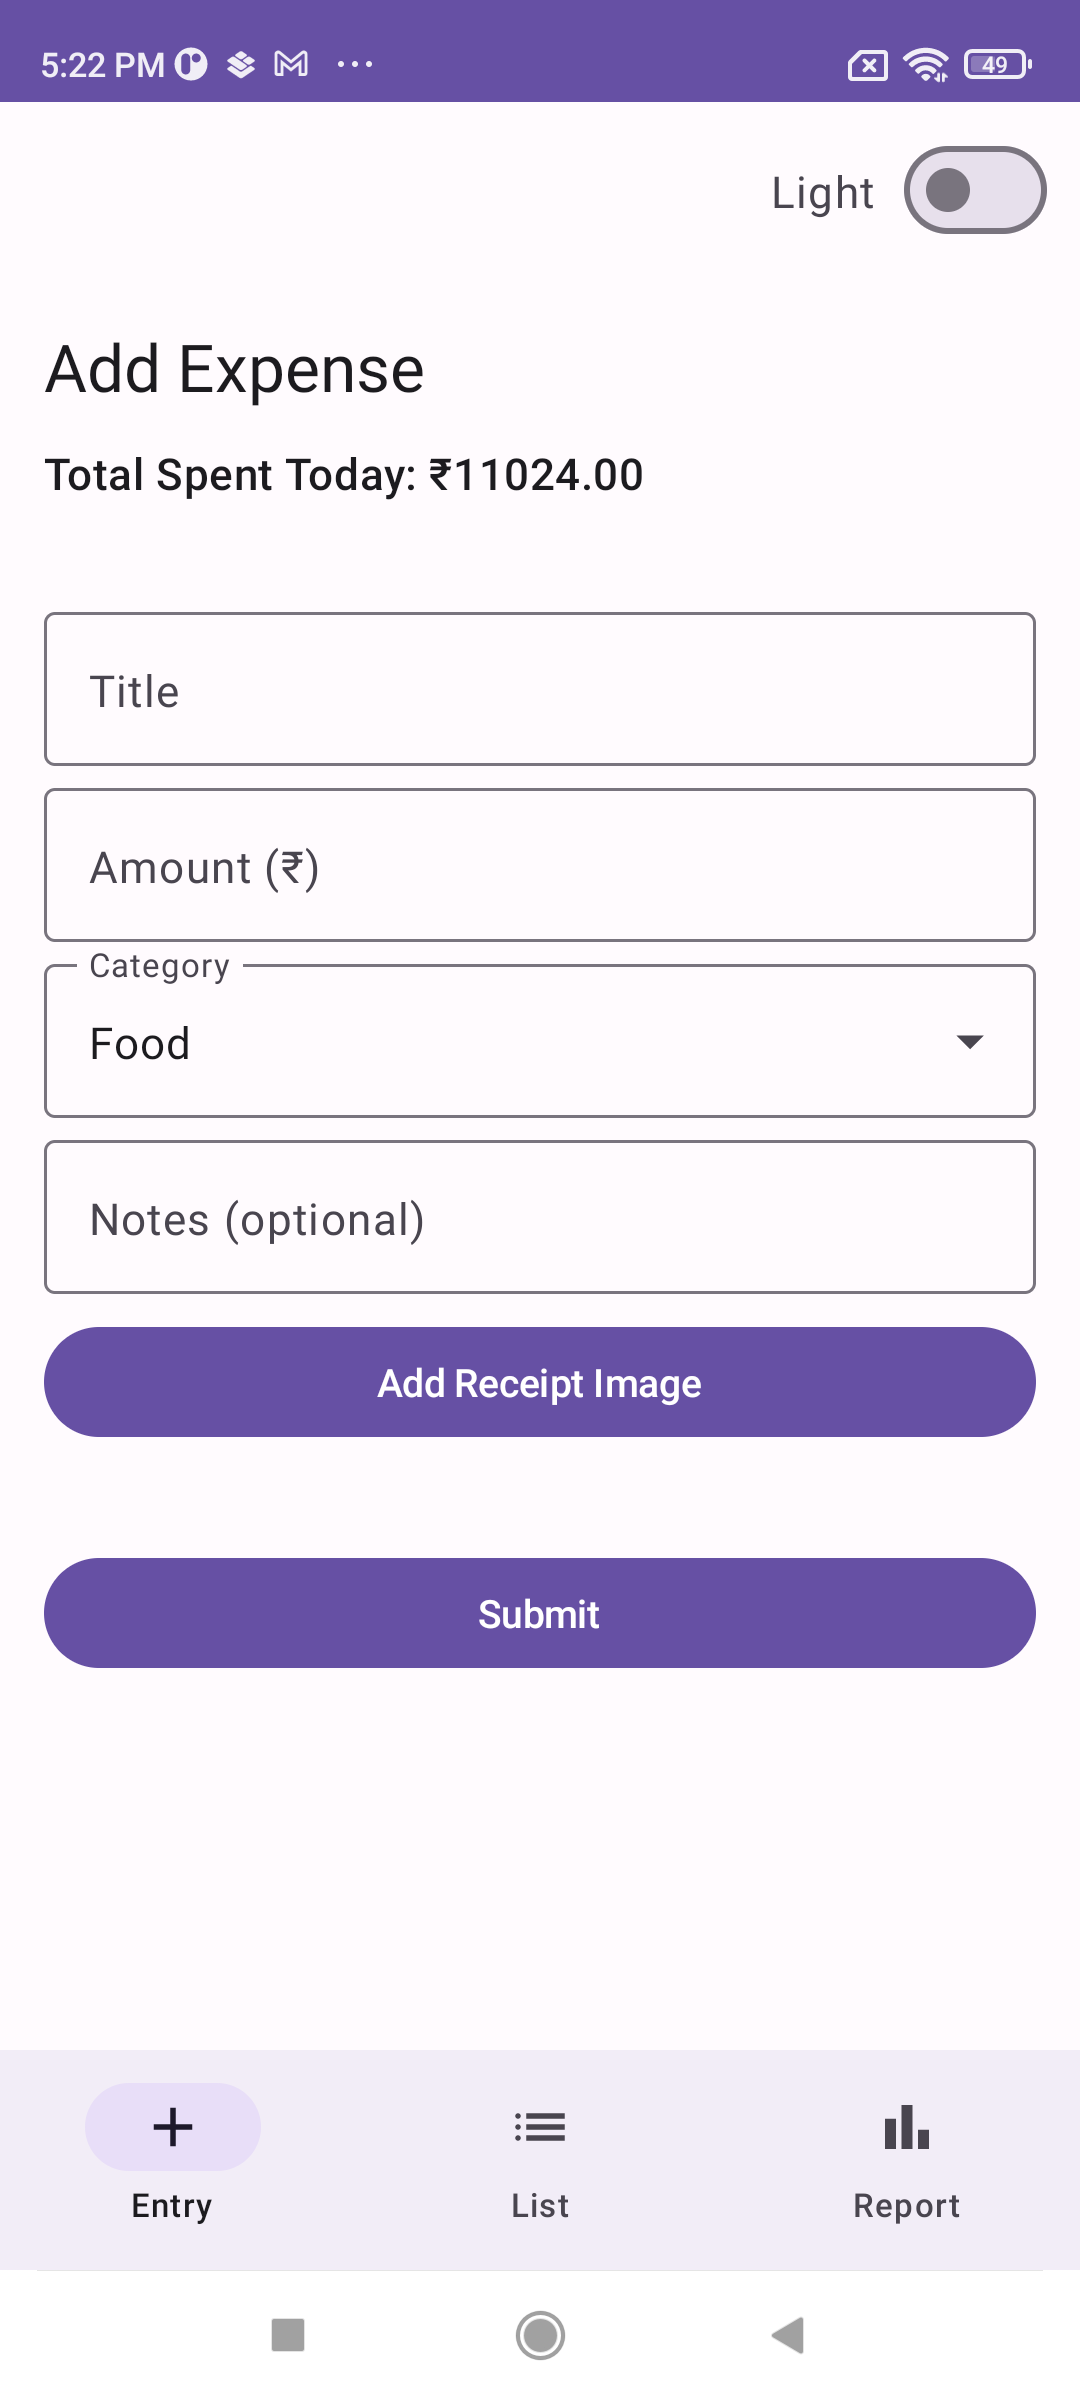 5:22 PM
49
Light
Add Expense
Total Spent Today: ₹11024.00
Title
Amount (₹)
Category
Food
Notes (optional)
Add Receipt Image
Submit
Entry
List
Report